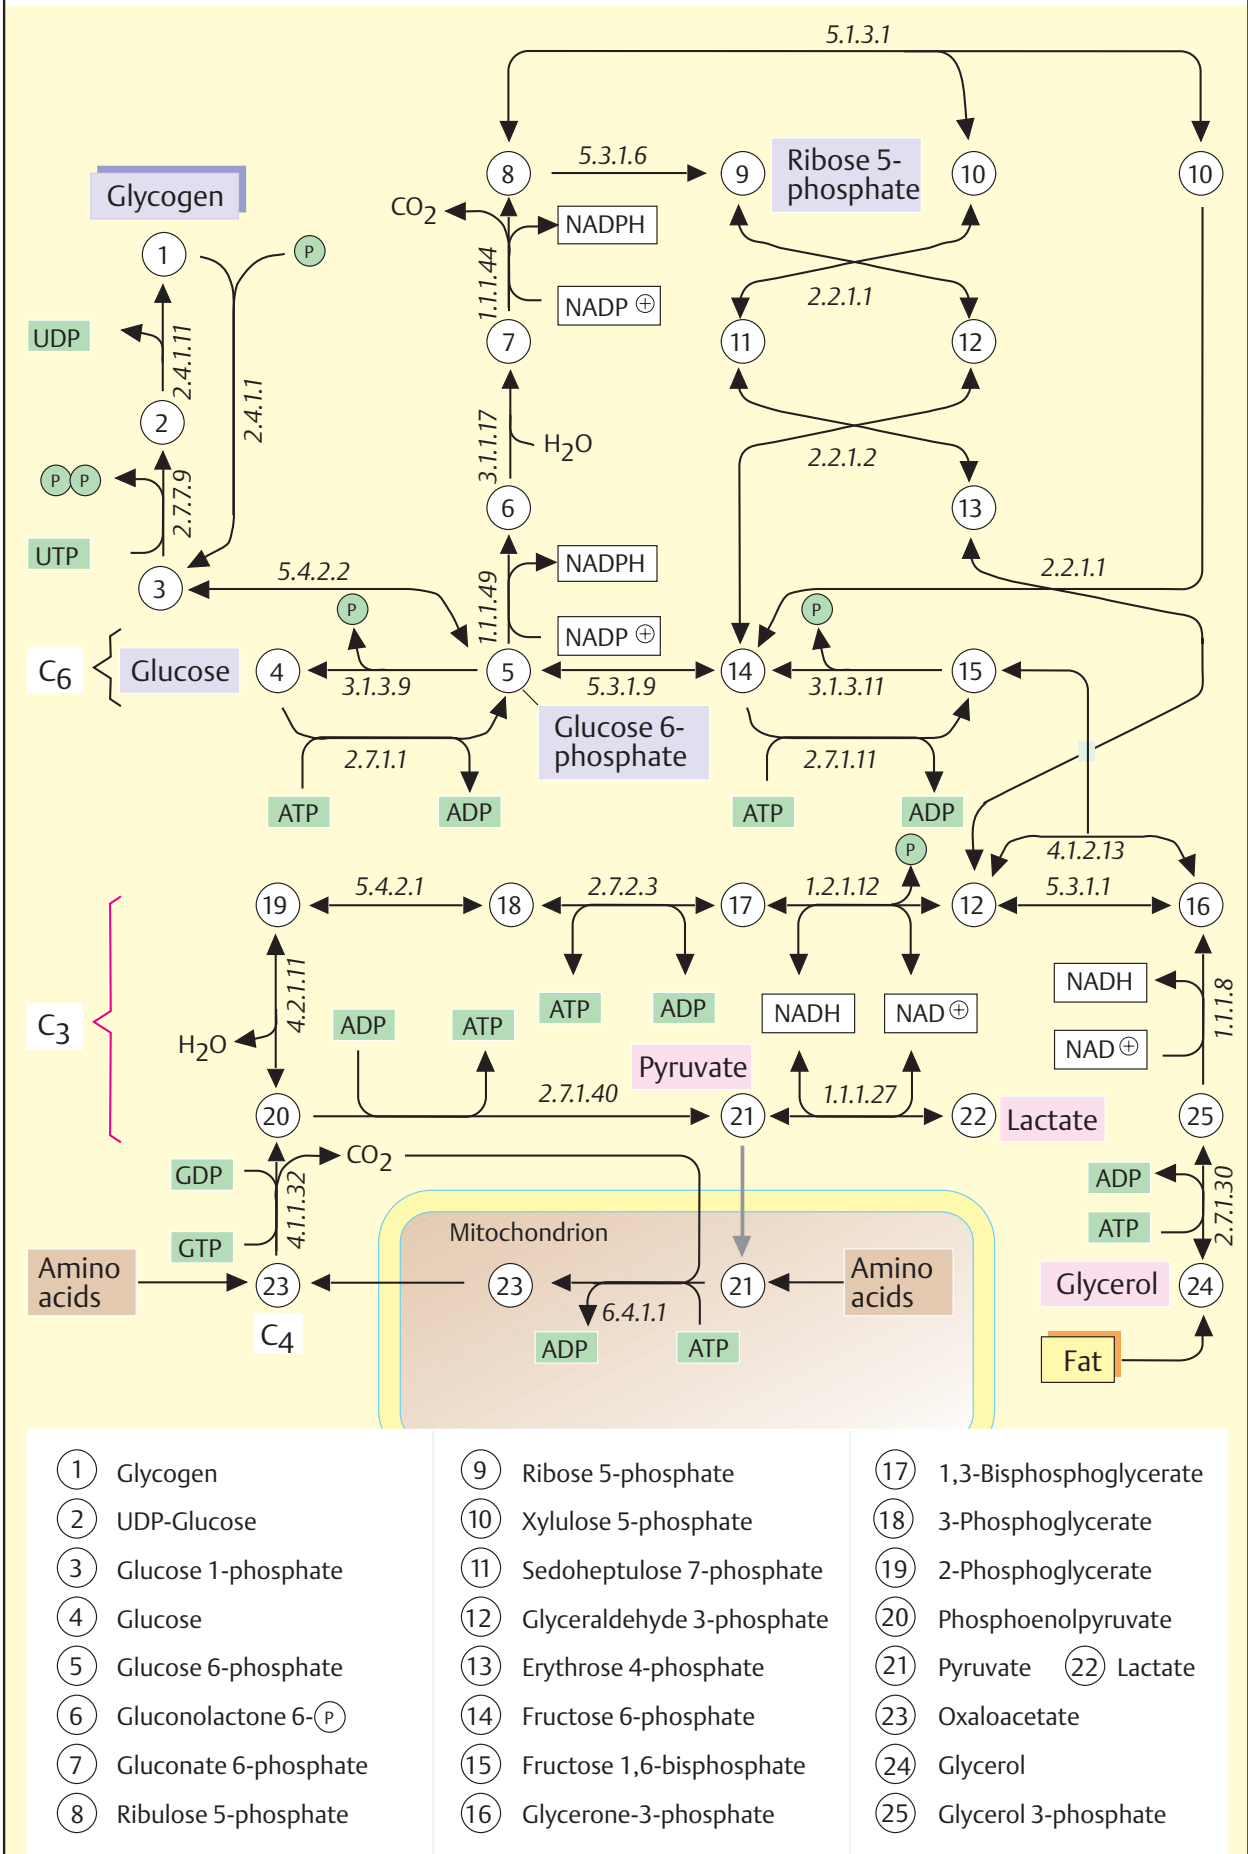 5.1.3.1
8
5.3.1.6
9
Ribose 5-
phosphate
10
10
Glycogen
CO2
NADPH
1
P
1.1.1.44
NADP ⊕
2.2.1.1
UDP
2.4.1.11
7
11
12
2.4.1.1
2
3.1.1.17
H2O
2.2.1.2
P P
2.7.7.9
6
13
UTP
NADPH
5.4.2.2
2.2.1.1
3
P
1.1.1.49
P
NADP ⊕
C6
Glucose
4
3.1.3.9
5
5.3.1.9
14
3.1.3.11
15
Glucose 6-
phosphate
2.7.1.1
2.7.1.11
ATP
ADP
ATP
ADP
P
4.1.2.13
19
5.4.2.1
18
2.7.2.3
17
1.2.1.12
12
5.3.1.1
16
4.2.1.11
NADH
1.1.1.8
C3
ADP
ATP
ATP
ADP
NADH
NAD ⊕
H2O
NAD ⊕
Pyruvate
2.7.1.40
1.1.1.27
20
21
22
Lactate
25
GDP
CO2
4.1.1.32
ADP
2.7.1.30
GTP
Mitochondrion
ATP
Amino
acids
23
23
21
Amino
acids
Glycerol
24
6.4.1.1
C4
ADP
ATP
Fat
1 Glycogen
2 UDP-Glucose
3 Glucose 1-phosphate
4 Glucose
5 Glucose 6-phosphate
6 Gluconolactone 6-P
7 Gluconate 6-phosphate
8 Ribulose 5-phosphate
9 Ribose 5-phosphate
10 Xylulose 5-phosphate
11 Sedoheptulose 7-phosphate
12 Glyceraldehyde 3-phosphate
13 Erythrose 4-phosphate
14 Fructose 6-phosphate
15 Fructose 1,6-bisphosphate
16 Glycerone-3-phosphate
17 1,3-Bisphosphoglycerate
18 3-Phosphoglycerate
19 2-Phosphoglycerate
20 Phosphoenolpyruvate
21 Pyruvate 22 Lactate
23 Oxaloacetate
24 Glycerol
25 Glycerol 3-phosphate